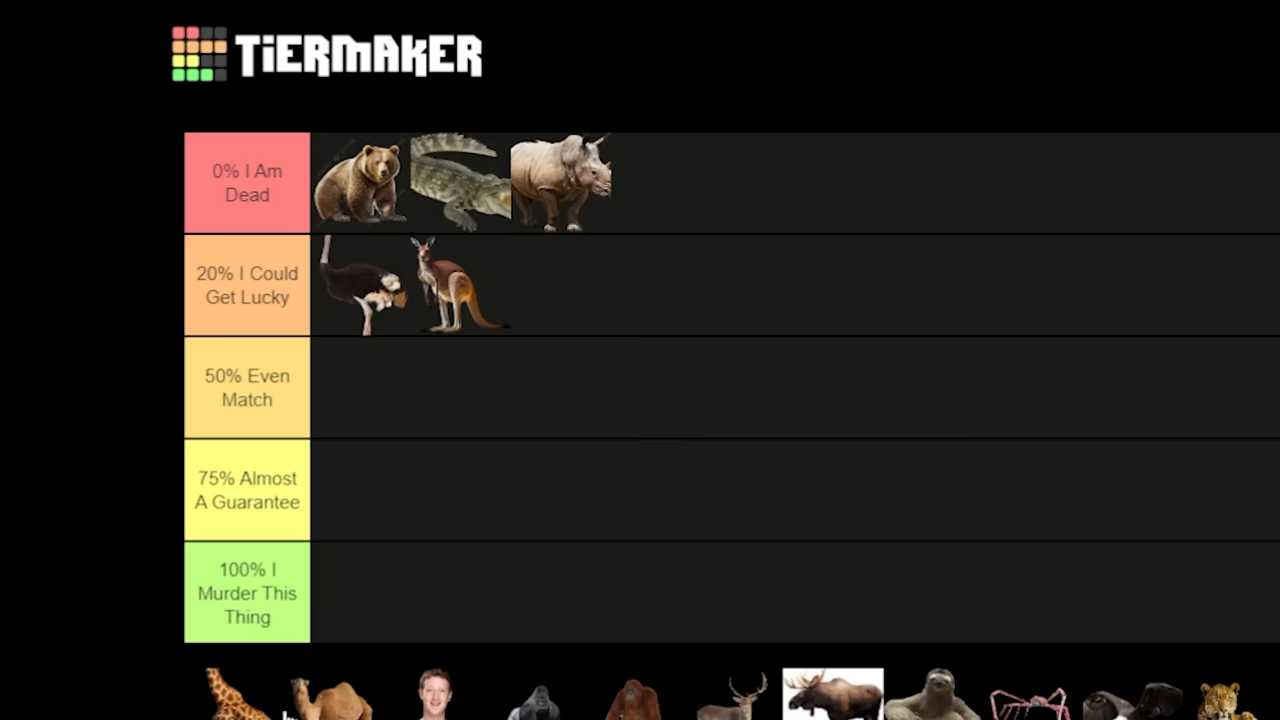 TiERMAKER
0% I Am
Dead
20% I Could
Get Lucky
50% Even
Match
75% Almost
A Guarantee
100% I
Murder This
Thing